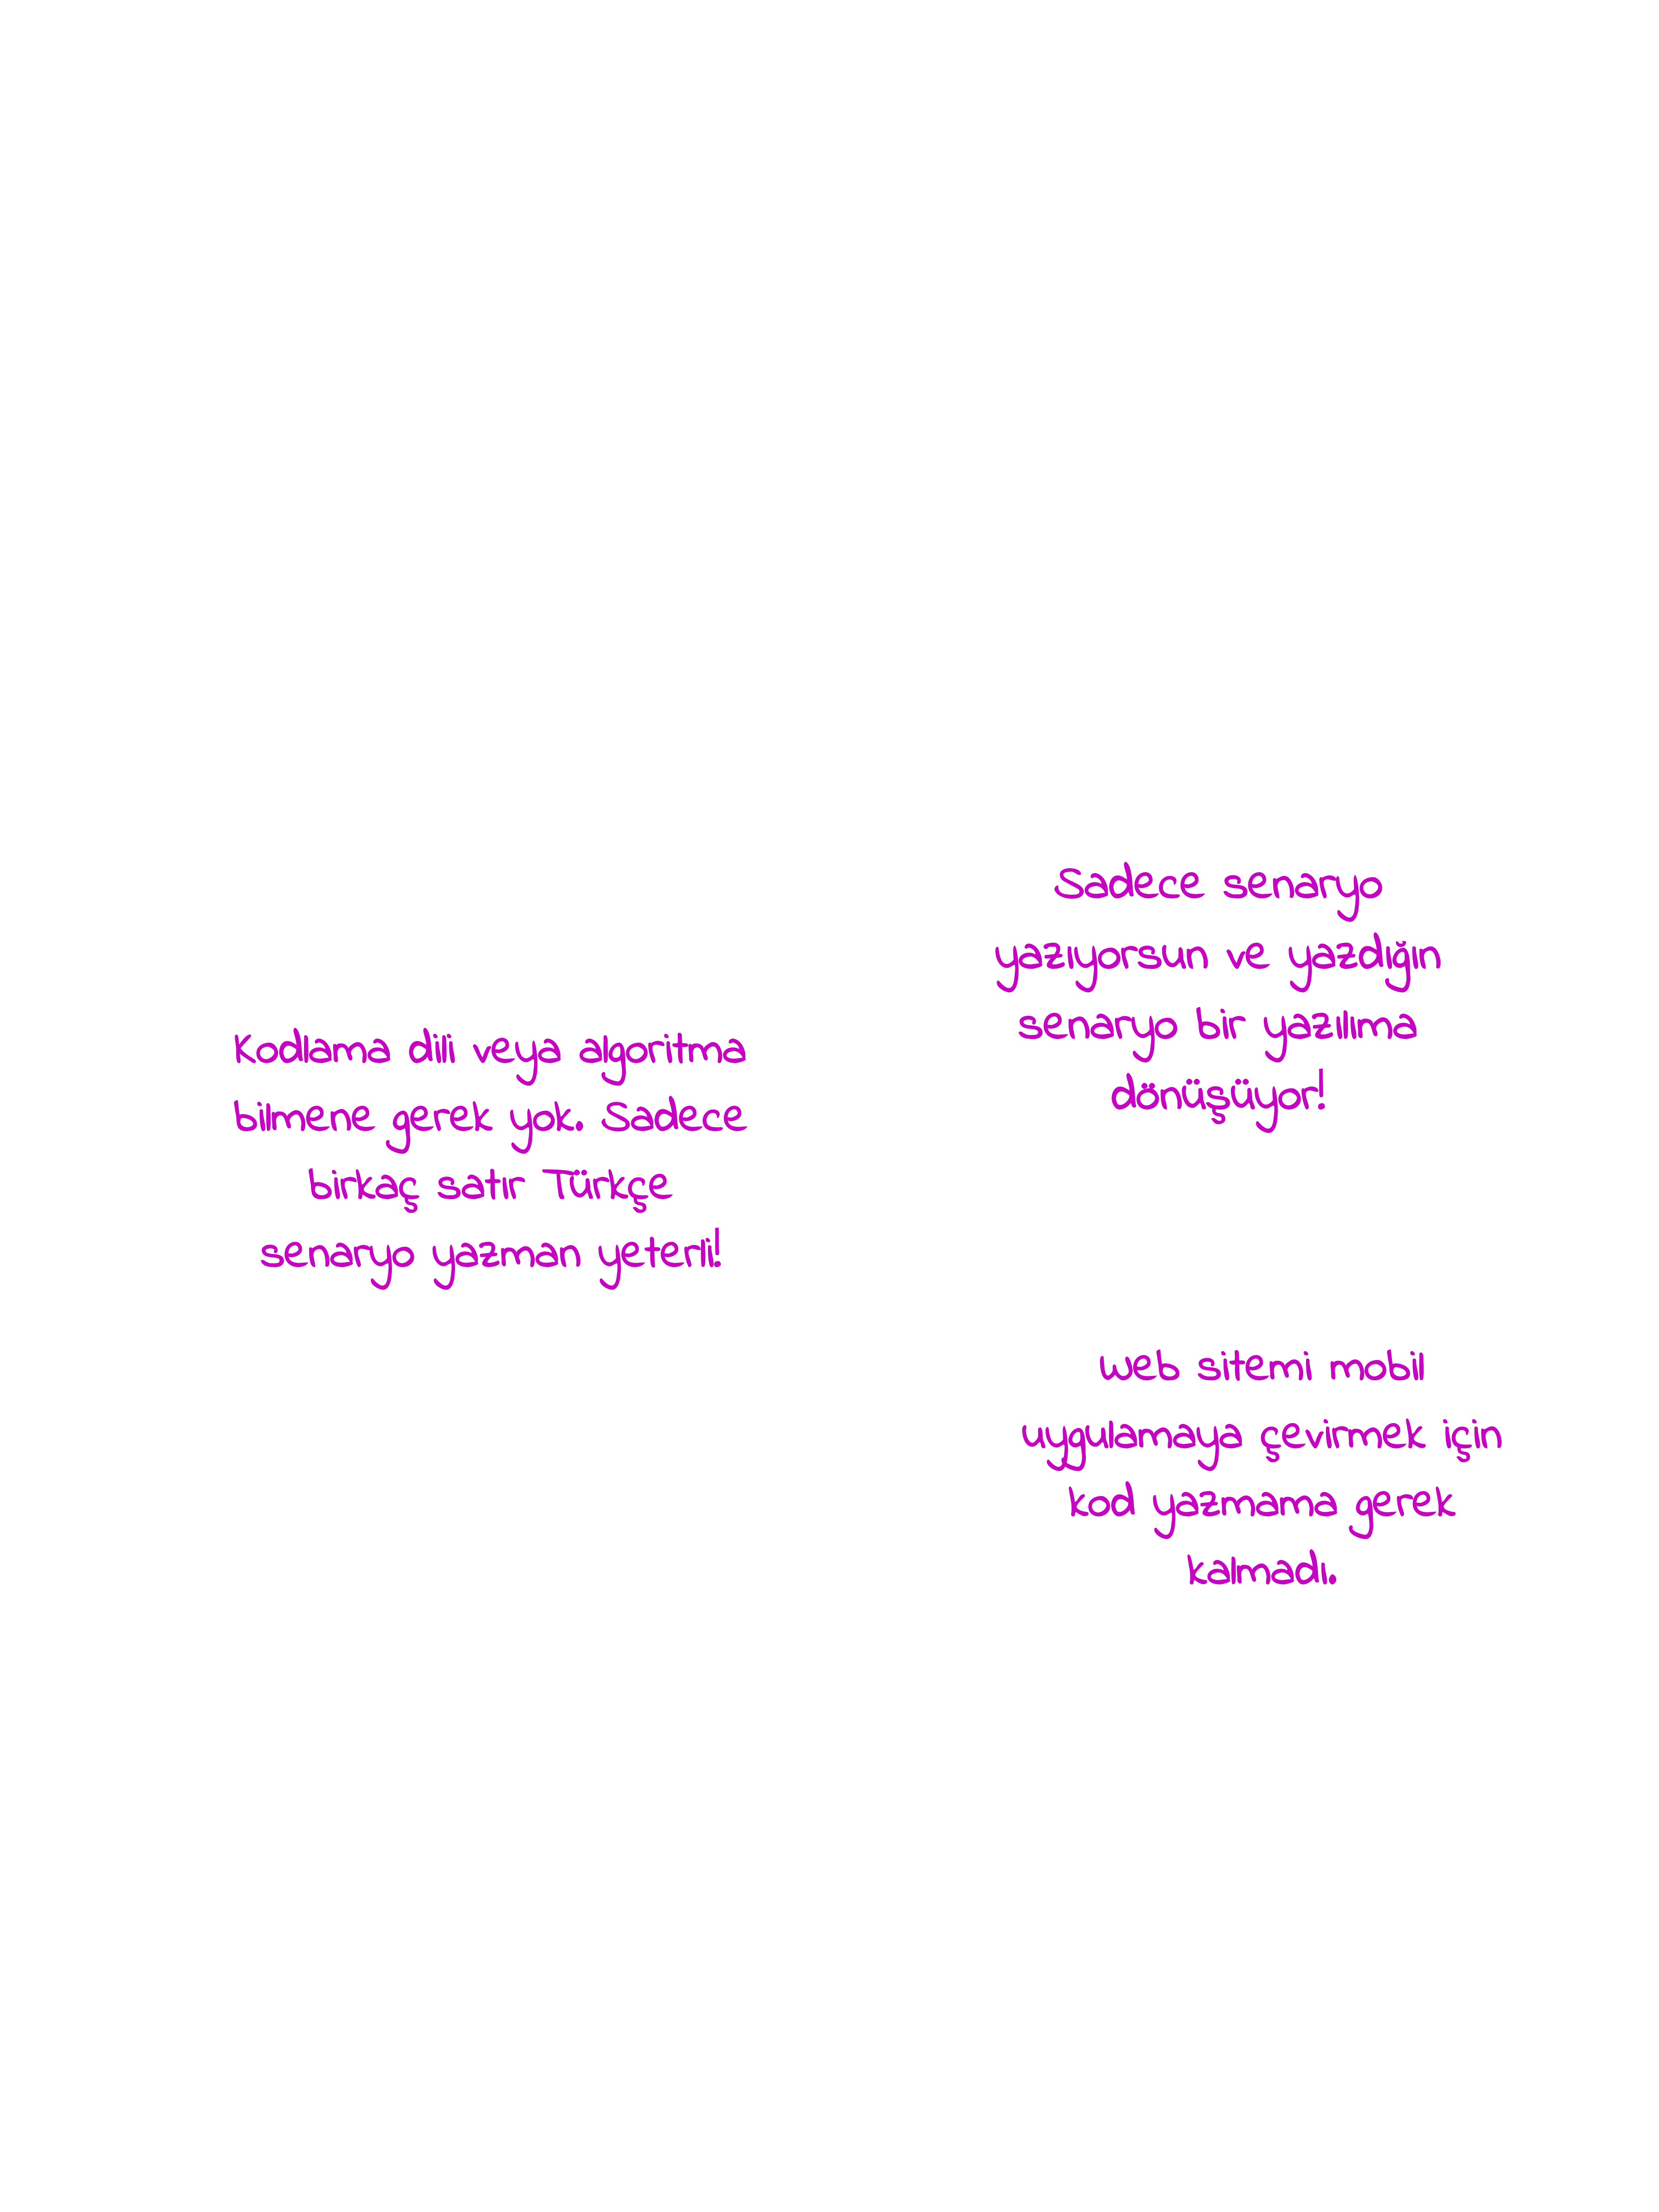 Sadece senaryo
yazıyorsun ve yazdığın
senaryo bir yazılıma
dönüşüyor!
Kodlama dili veya algoritma
bilmene gerek yok. Sadece
birkaç satır Türkçe
senaryo yazman yeterli!
Web sitemi mobil
uygulamaya çevirmek için
kod yazmama gerek
kalmadı.